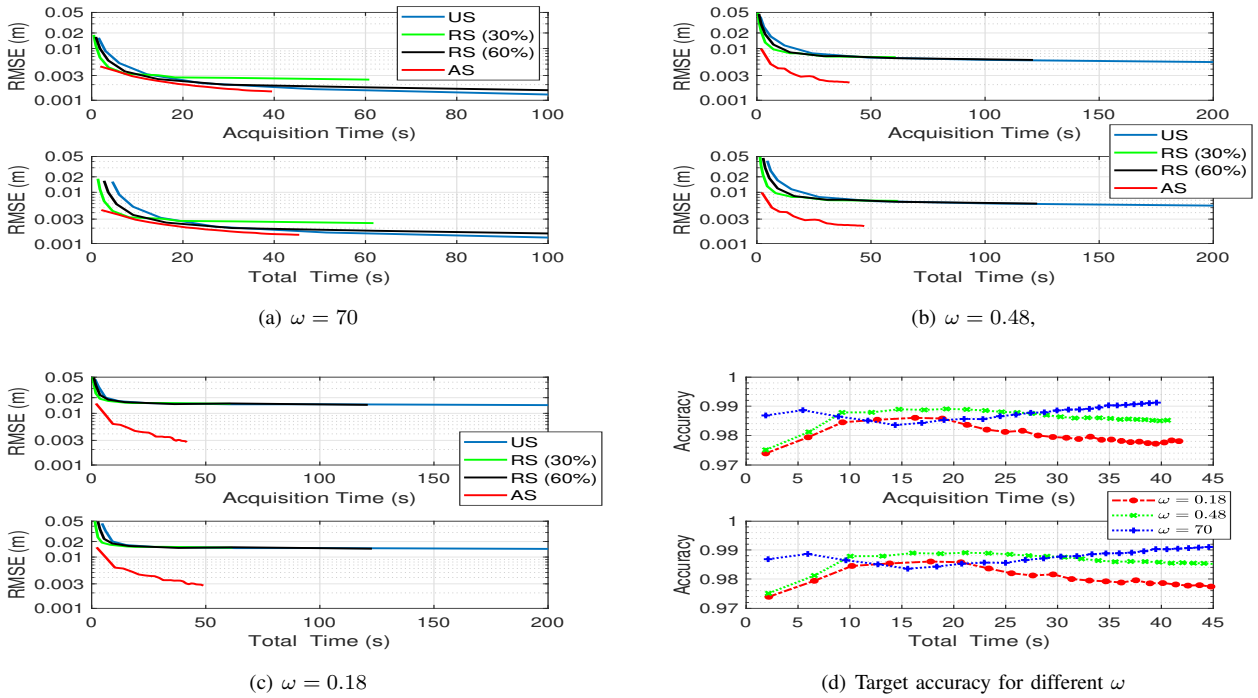 RMSE (m)
0.05
0.02
0.01
0.003
0.001
0 20 40 60 80 100
Acquisition Time (s)
US
RS (30%)
RS (60%)
AS
RMSE (m)
0.05
0.02
0.01
0.003
0.001
0 20 40 60 80 100
Total Time (s)
(a) ω = 70
RMSE (m)
0.05
0.02
0.01
0.003
0.001
0 50 100 150 200
Acquisition Time (s)
US
RS (30%)
RS (60%)
AS
RMSE (m)
0.05
0.02
0.01
0.003
0.001
0 50 100 150 200
Total Time (s)
(b) ω = 0.48,
RMSE (m)
0.05
0.02
0.01
0.003
0.001
0 50 100 150 200
Acquisition Time (s)
US
RS (30%)
RS (60%)
AS
RMSE (m)
0.05
0.02
0.01
0.003
0.001
0 50 100 150 200
Total Time (s)
(c) ω = 0.18
Accuracy
1
0.99
0.98
0.97
0 5 10 15 20 25 30 35 40 45
Acquisition Time (s)
ω = 0.18
ω = 0.48
ω = 70
Accuracy
1
0.99
0.98
0.97
0 5 10 15 20 25 30 35 40 45
Total Time (s)
(d) Target accuracy for different ω